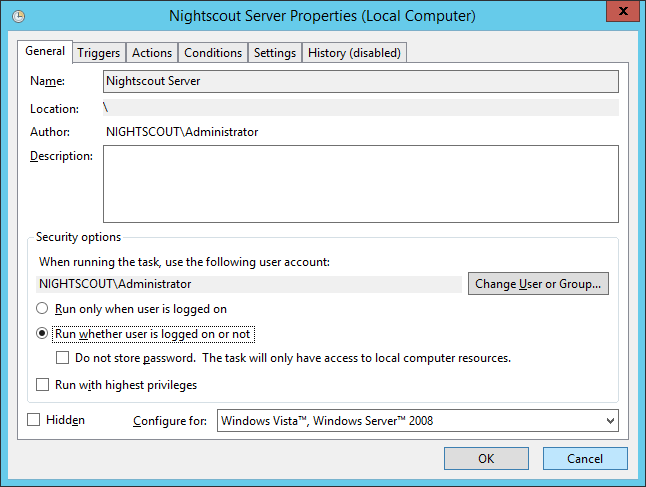 Nightscout Server Properties (Local Computer)
x
General Triggers Actions Conditions Settings History (disabled)
Name: Nightscout Server
Location: \
Author: NIGHTSCOUT\Administrator
Description:
Security options
When running the task, use the following user account:
NIGHTSCOUT\Administrator Change User or Group...
Run only when user is logged on
Run whether user is logged on or not
Do not store password. The task will only have access to local computer resources.
Run with highest privileges
Hidden Configure for: Windows Vista™, Windows Server™ 2008
OK Cancel